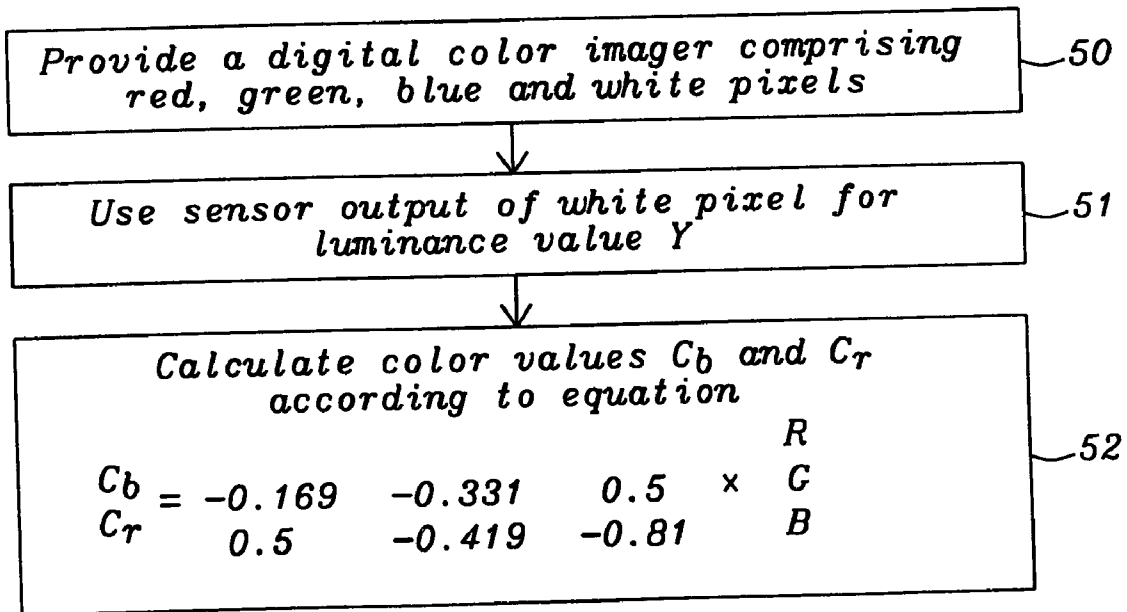 Provide a digital color imager comprising
red, green, blue and white pixels
50
Use sensor output of white pixel for
luminance value Y
51
Calculate color values Cb and Cr
according to equation
52
R
Cb = -0.169 -0.331 0.5 × G
Cr 0.5 -0.419 -0.81 B